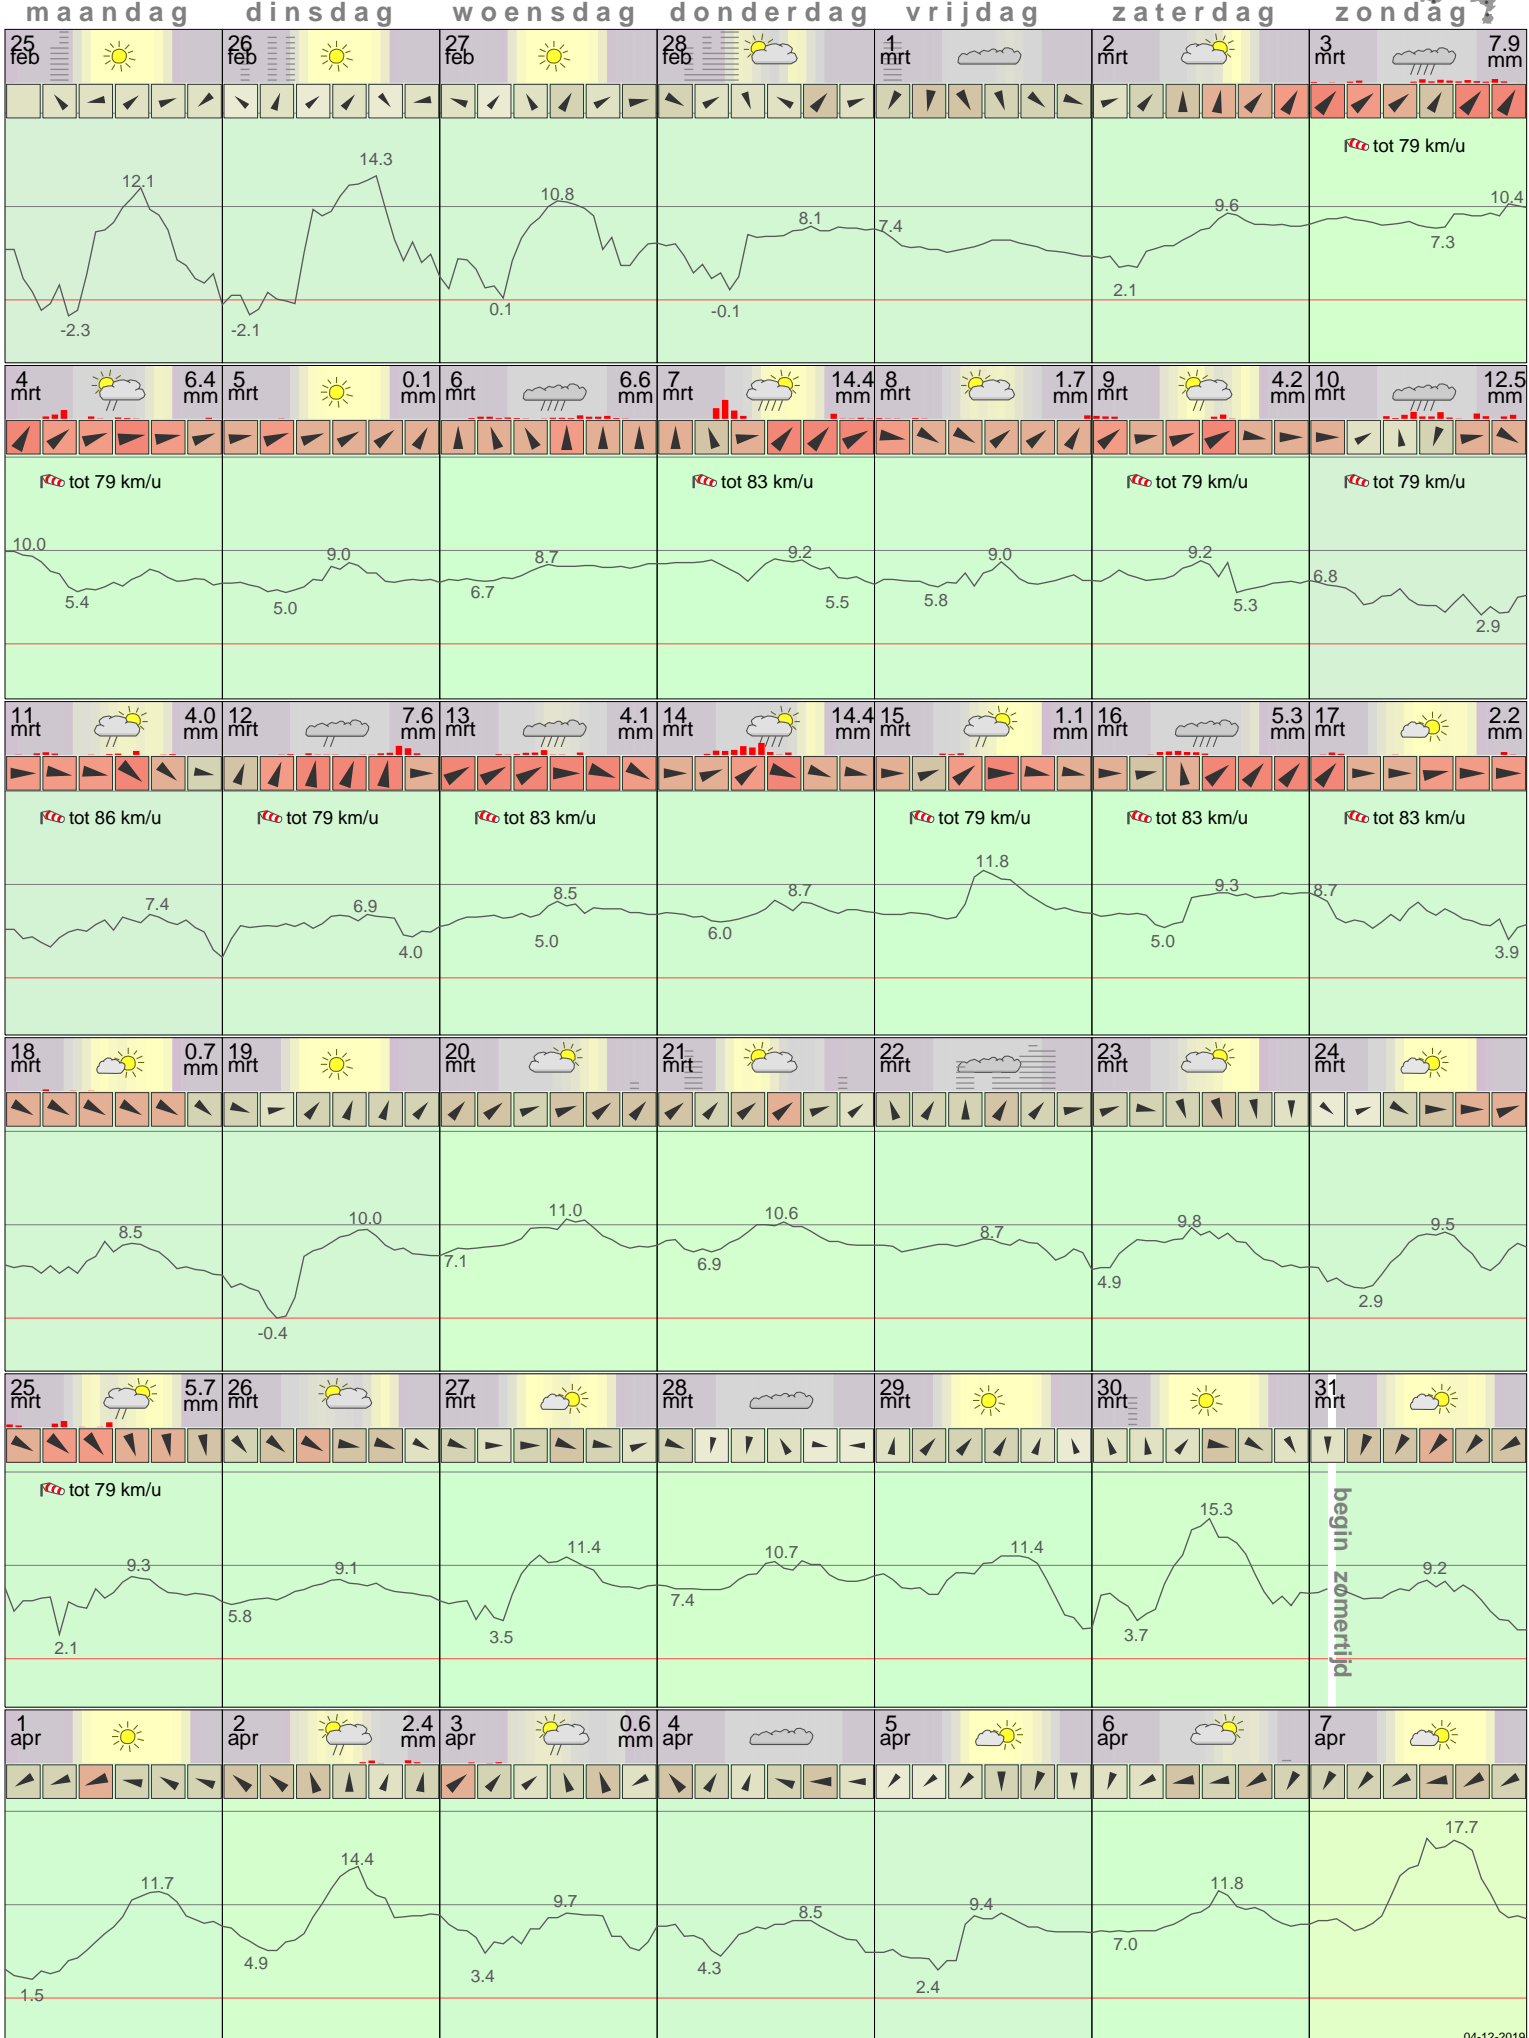 maandag dinsdag woensdag donderdag vrijdag zaterdag zondag
25 feb 26 feb 27 feb 28 feb 1 mrt 2 mrt 3 mrt 7.9 mm
tot 79 km/u
12.1 14.3 10.8 8.1 7.4 9.6 10.4
-2.3 -2.1 0.1 -0.1 2.1 7.3
4 mrt 6.4 mm 5 mrt 0.1 mm 6 mrt 6.6 mm 7 mrt 14.4 mm 8 mrt 1.7 mm 9 mrt 4.2 mm 10 mrt 12.5 mm
tot 79 km/u tot 83 km/u tot 79 km/u tot 79 km/u
10.0 9.0 8.7 9.2 9.0 9.2 6.8
5.4 5.0 6.7 5.5 5.8 5.3 2.9
11 mrt 4.0 mm 12 mrt 7.6 mm 13 mrt 4.1 mm 14 mrt 14.4 mm 15 mrt 1.1 mm 16 mrt 5.3 mm 17 mrt 2.2 mm
tot 86 km/u tot 79 km/u tot 83 km/u tot 79 km/u tot 83 km/u tot 83 km/u
7.4 6.9 8.5 8.7 11.8 9.3 8.7
4.0 5.0 6.0 5.0 3.9
18 mrt 0.7 mm 19 mrt 20 mrt 21 mrt 22 mrt 23 mrt 24 mrt
8.5 10.0 11.0 10.6 8.7 9.8 9.5
-0.4 7.1 6.9 4.9 2.9
25 mrt 5.7 mm 26 mrt 27 mrt 28 mrt 29 mrt 30 mrt 31 mrt
tot 79 km/u
9.3 9.1 11.4 10.7 11.4 15.3 9.2
2.1 5.8 3.5 7.4 3.7
begin zomertijd
1 apr 2 apr 2.4 mm 3 apr 0.6 mm 4 apr 5 apr 6 apr 7 apr
11.7 14.4 9.7 8.5 9.4 11.8 17.7
1.5 4.9 3.4 4.3 2.4 7.0
04-12-2019